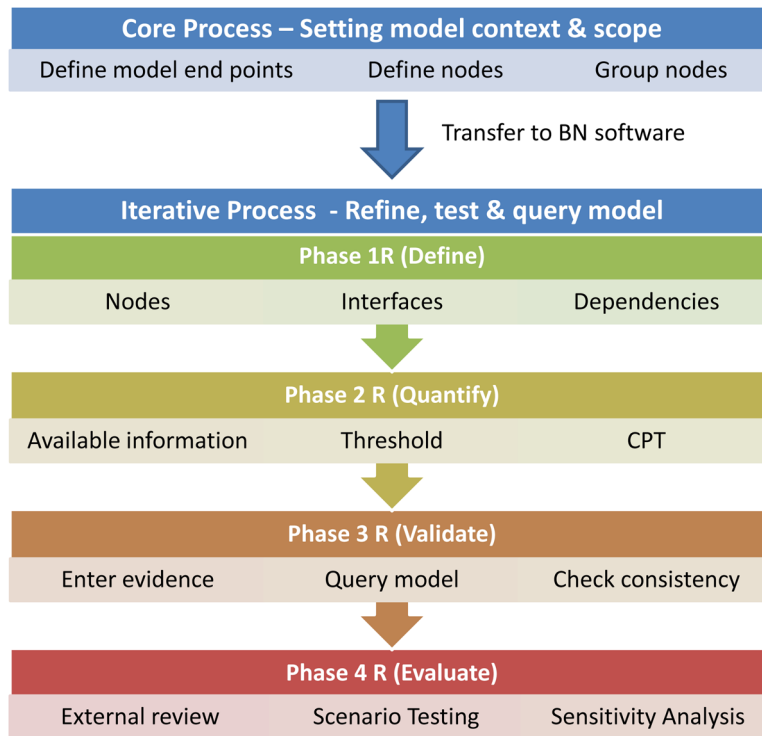 Core Process – Setting model context & scope
Define model end points Define nodes Group nodes
Transfer to BN software
Iterative Process - Refine, test & query model
Phase 1R (Define)
Nodes Interfaces Dependencies
Phase 2 R (Quantify)
Available information Threshold CPT
Phase 3 R (Validate)
Enter evidence Query model Check consistency
Phase 4 R (Evaluate)
External review Scenario Testing Sensitivity Analysis